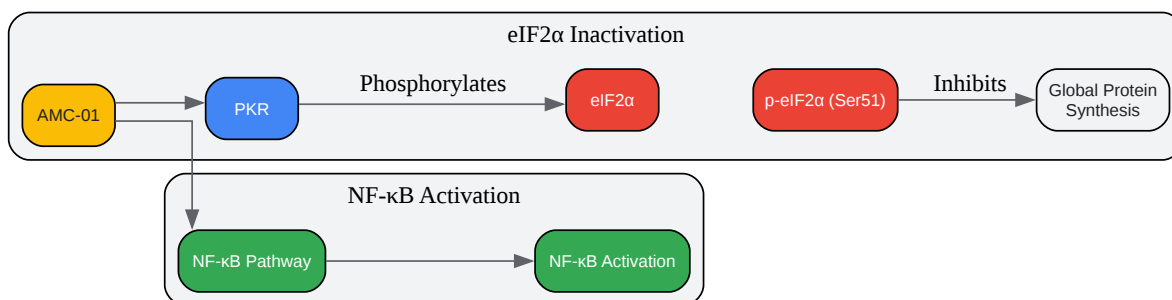 eIF2α Inactivation
AMC-01
PKR
Phosphorylates
eIF2α
p-eIF2α (Ser51)
Inhibits
Global Protein
Synthesis
NF-κB Activation
NF-κB Pathway
NF-κB Activation